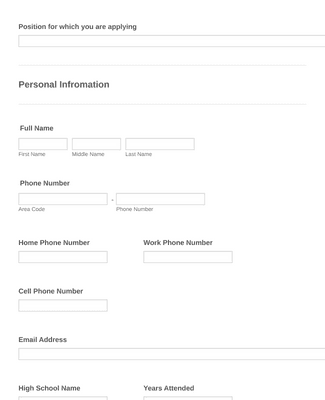 Position for which you are applying
Personal Infromation
Full Name
First Name Middle Name Last Name
Phone Number
-
Area Code Phone Number
Home Phone Number Work Phone Number
Cell Phone Number
Email Address
High School Name Years Attended